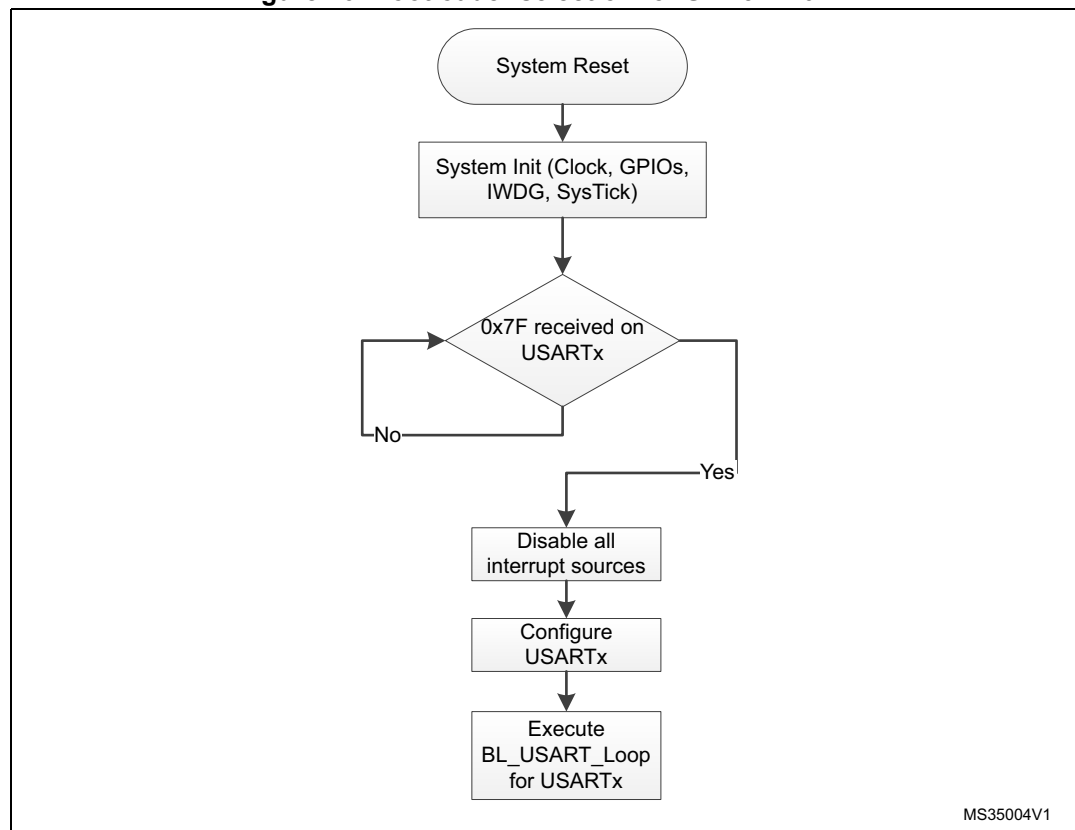 System Reset
System Init (Clock, GPIOs,
IWDG, SysTick)
0x7F received on
USARTx
No
Yes
Disable all
interrupt sources
Configure
USARTx
Execute
BL_USART_Loop
for USARTx
MS35004V1